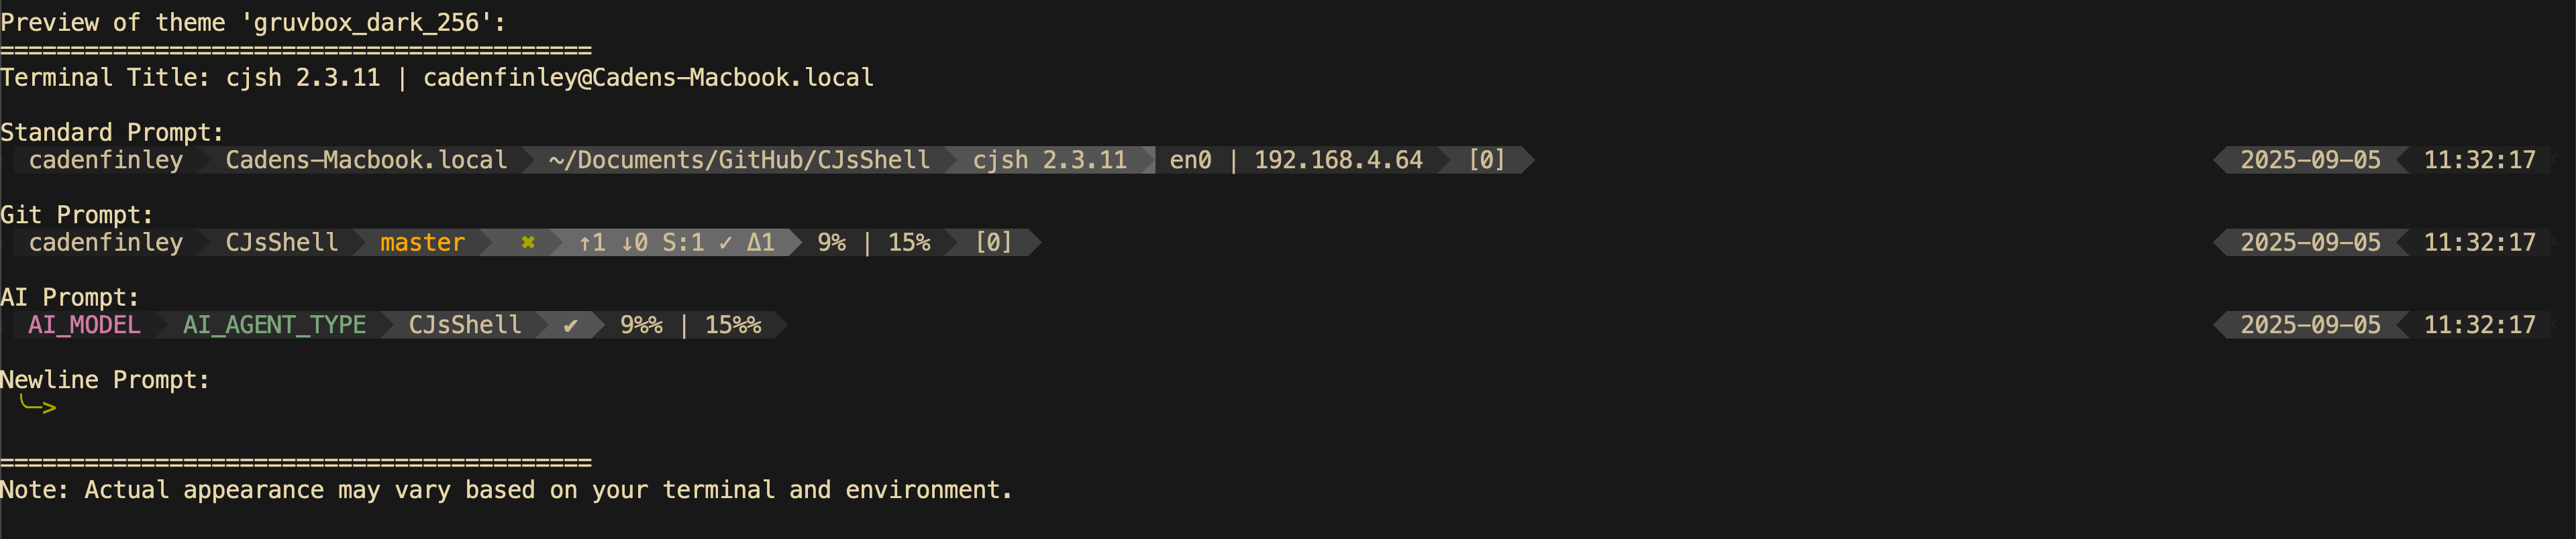 Preview of theme 'gruvbox_dark_256':
==========================================
Terminal Title: cjsh 2.3.11 | cadenfinley@Cadens-Macbook.local
Standard Prompt:
cadenfinley Cadens-Macbook.local ~/Documents/GitHub/CJsShell cjsh 2.3.11 en0 | 192.168.4.64 [0] 2025-09-05 11:32:17
Git Prompt:
cadenfinley CJsShell master ✖ ↑1 ↓0 S:1 ✓ Δ1 9% | 15% [0] 2025-09-05 11:32:17
AI Prompt:
AI_MODEL AI_AGENT_TYPE CJsShell ✔ 9%% | 15%% 2025-09-05 11:32:17
Newline Prompt:
╰─>
==========================================
Note: Actual appearance may vary based on your terminal and environment.